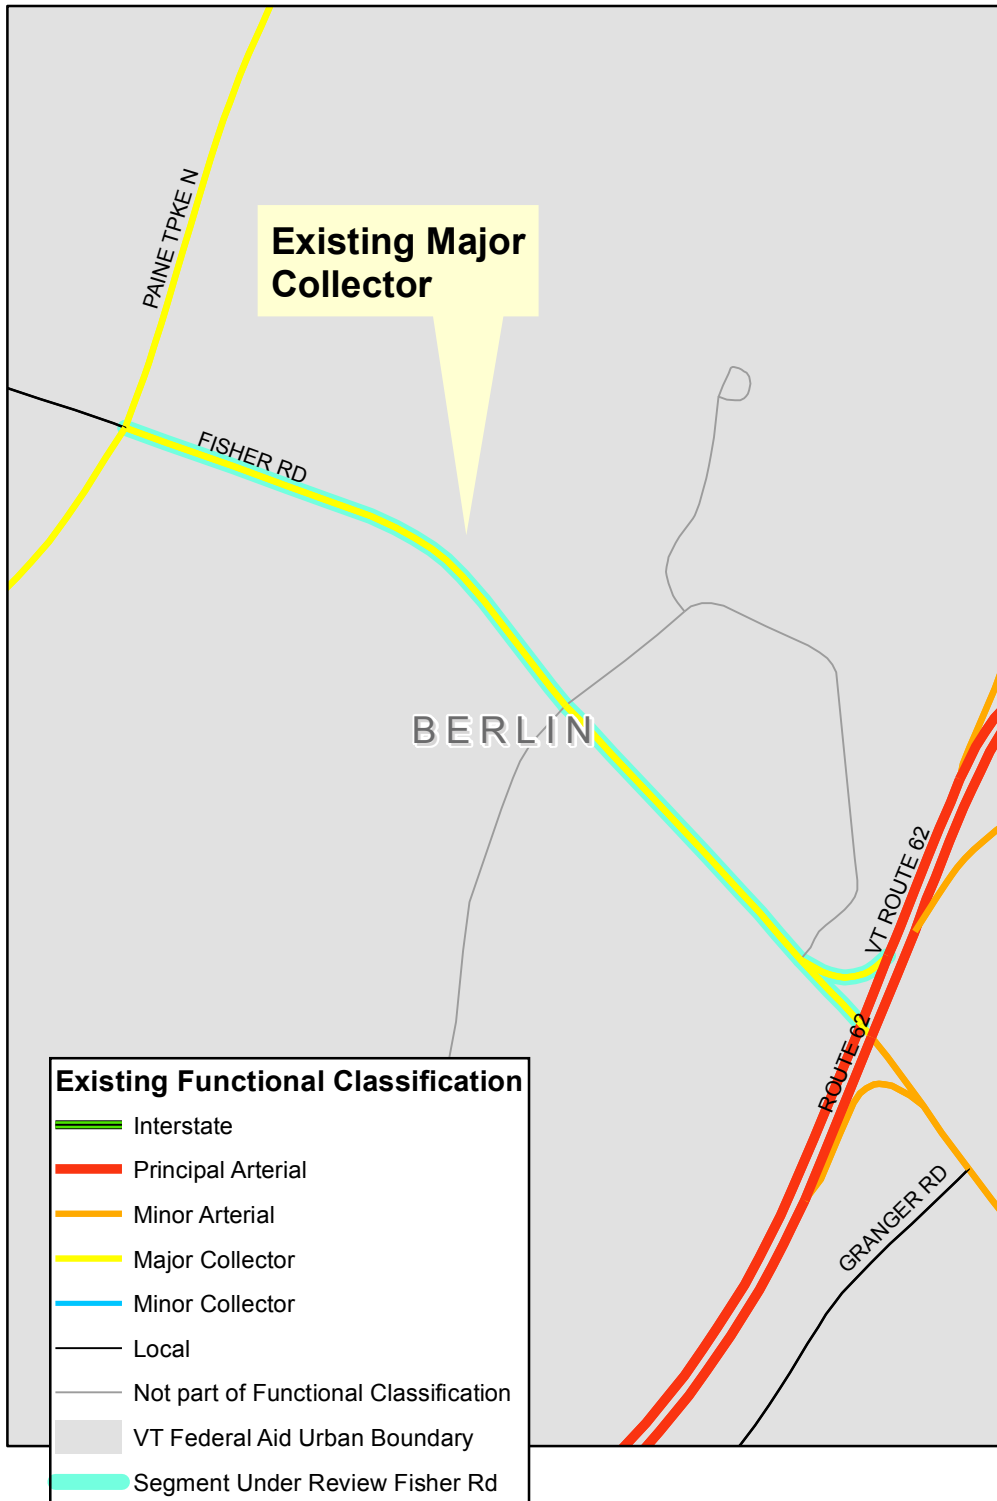 PAINE TPKE N
Existing Major
Collector
FISHER RD
BERLIN
VT ROUTE 62
ROUTE 62
GRANGER RD
Existing Functional Classification
Interstate
Principal Arterial
Minor Arterial
Major Collector
Minor Collector
Local
Not part of Functional Classification
VT Federal Aid Urban Boundary
Segment Under Review Fisher Rd